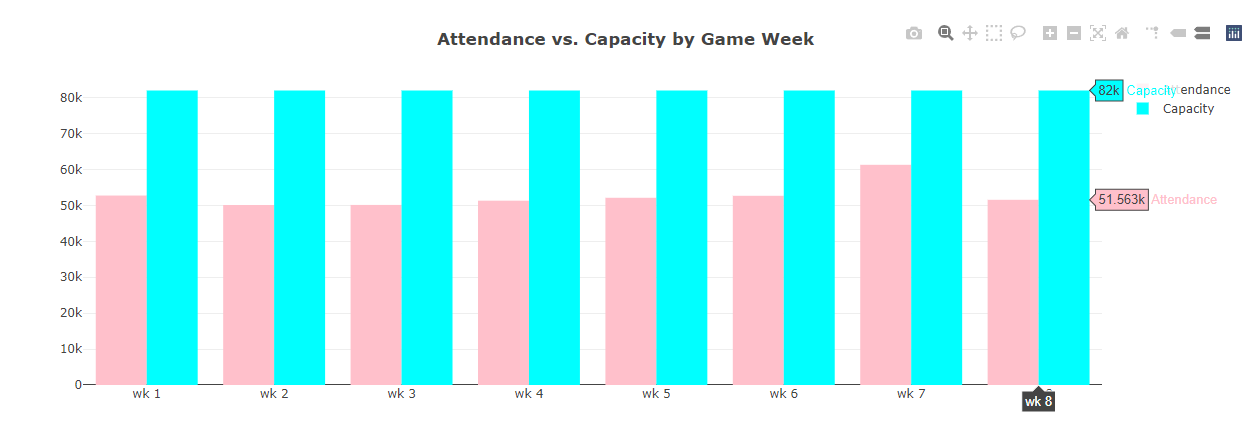 Attendance vs. Capacity by Game Week
80k
70k
60k
50k
40k
30k
20k
10k
0
wk 1
wk 2
wk 3
wk 4
wk 5
wk 6
wk 7
wk 8
82k Capacity
Capacity
51.563k Attendance